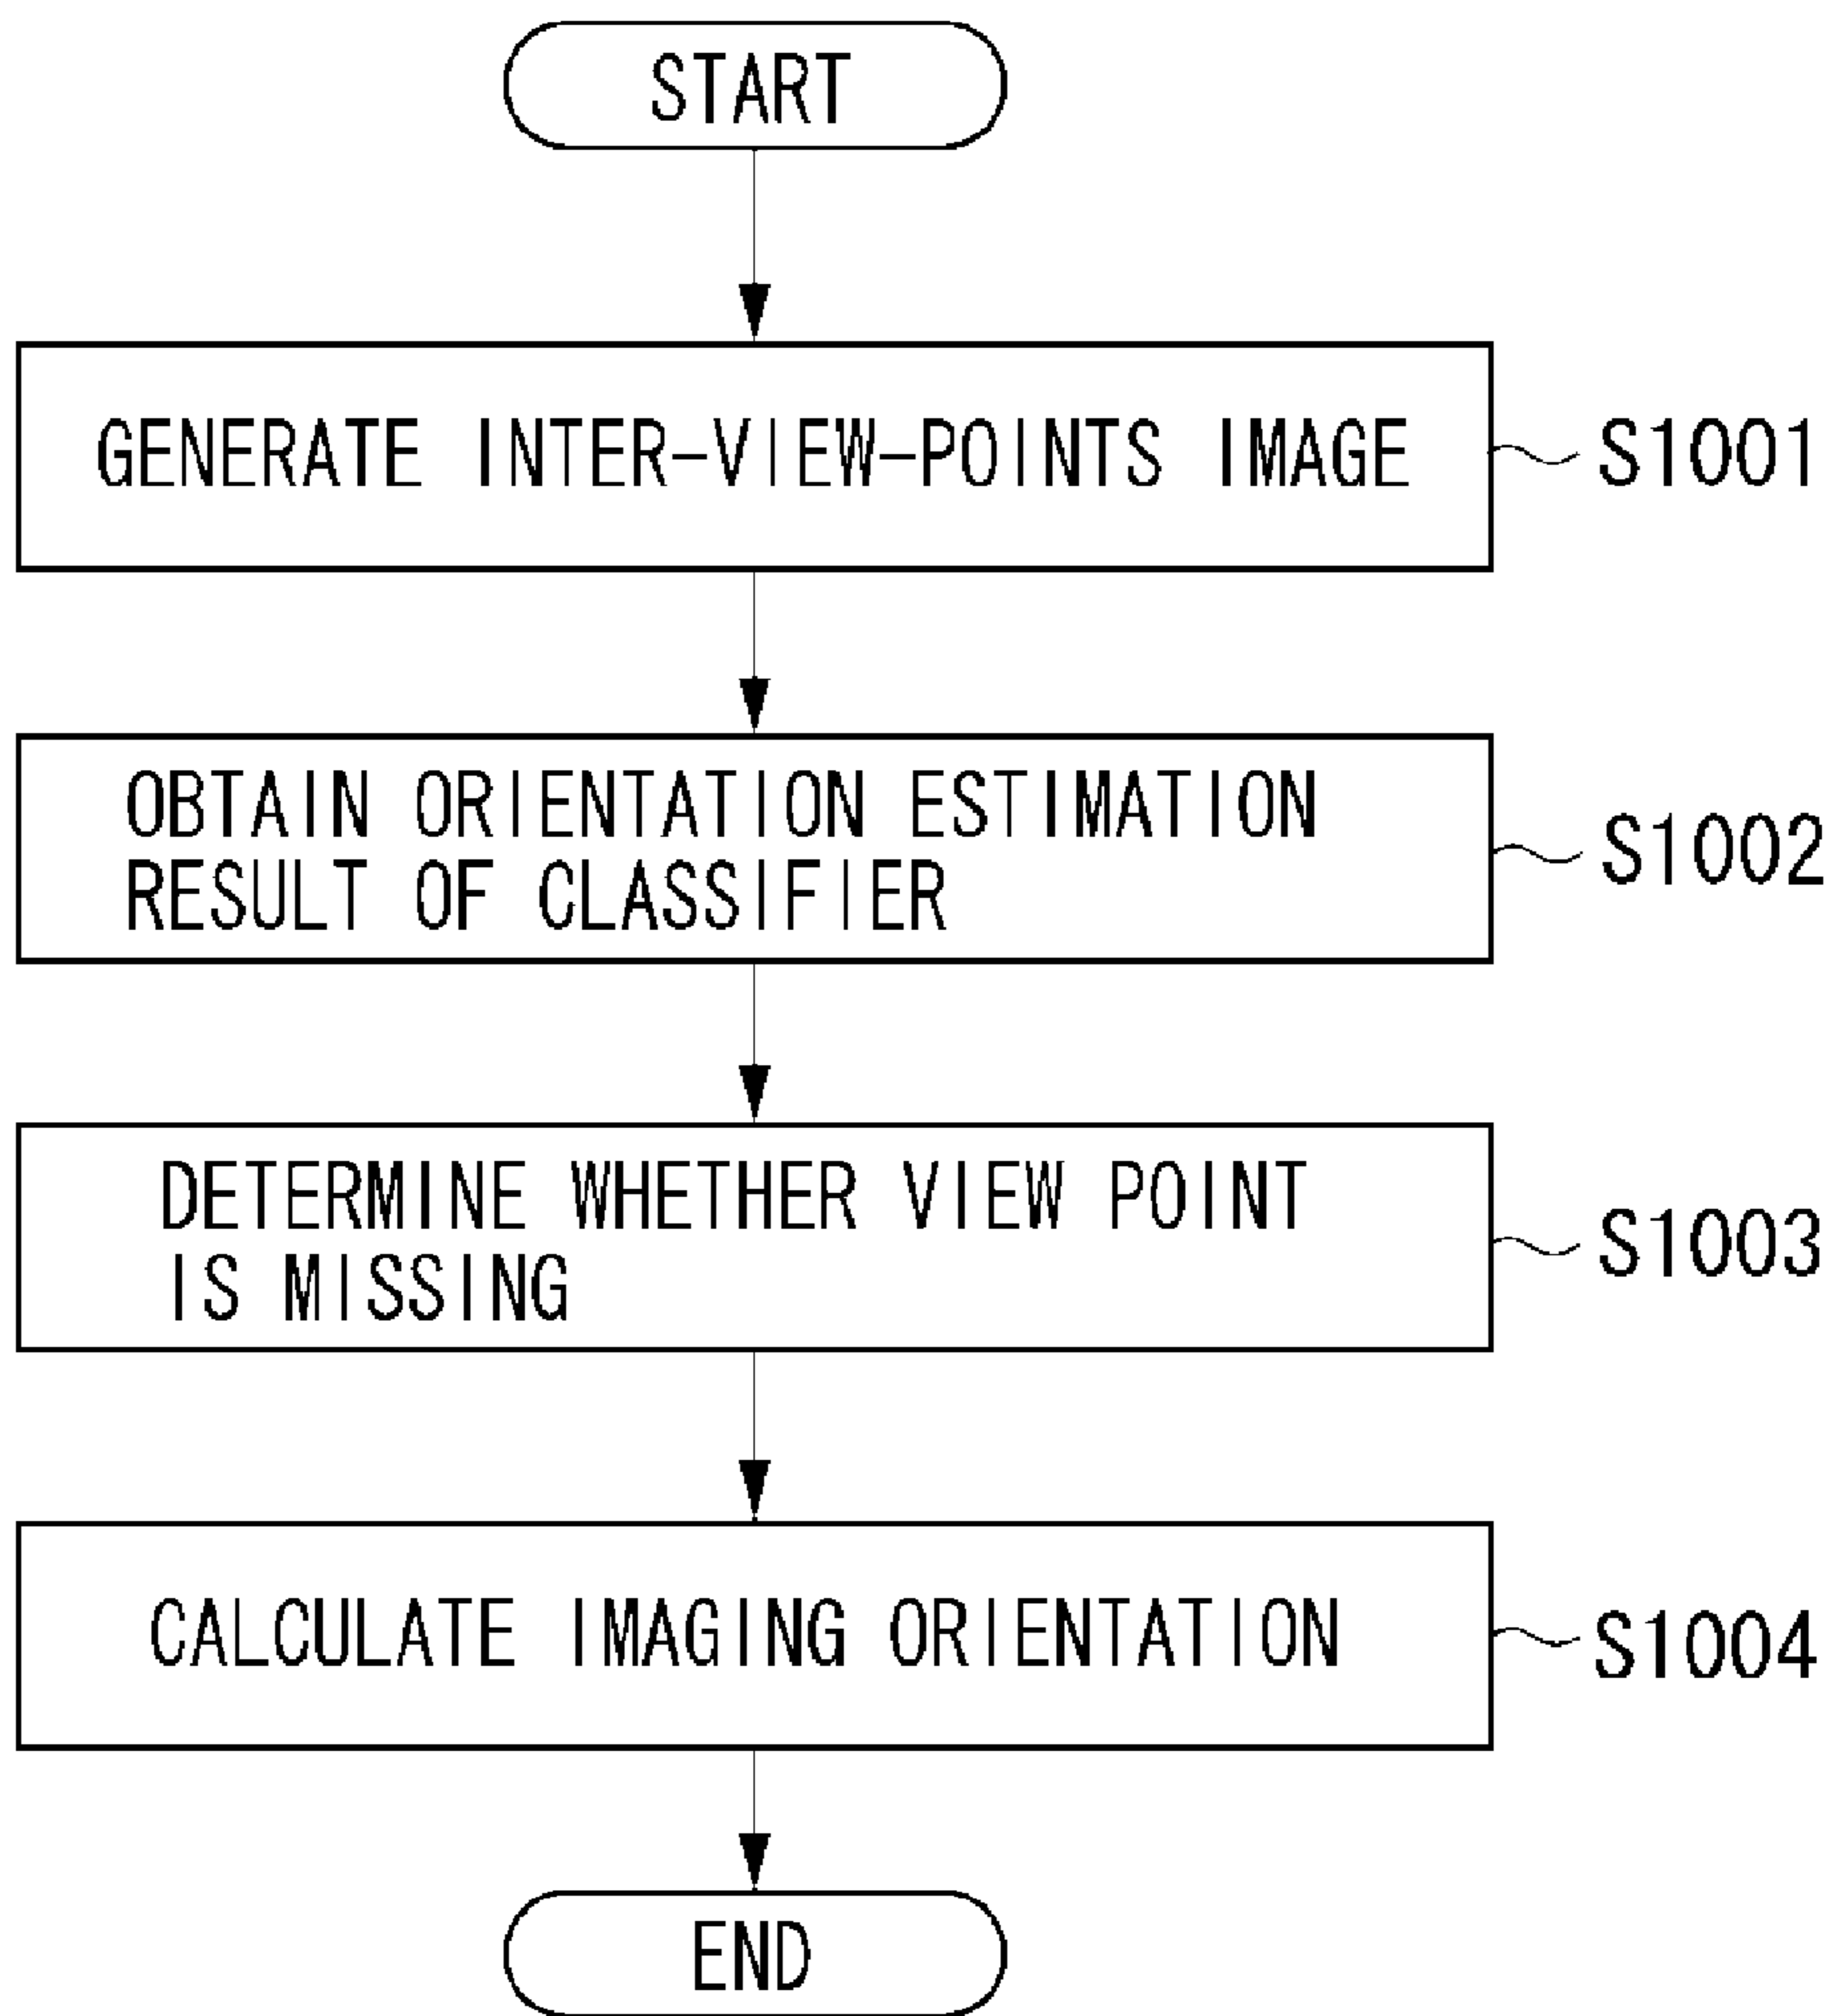 START
GENERATE INTER-VIEW-POINTS IMAGE
S1001
OBTAIN ORIENTATION ESTIMATION
RESULT OF CLASSIFIER
S1002
DETERMINE WHETHER VIEW POINT
IS MISSING
S1003
CALCULATE IMAGING ORIENTATION
S1004
END